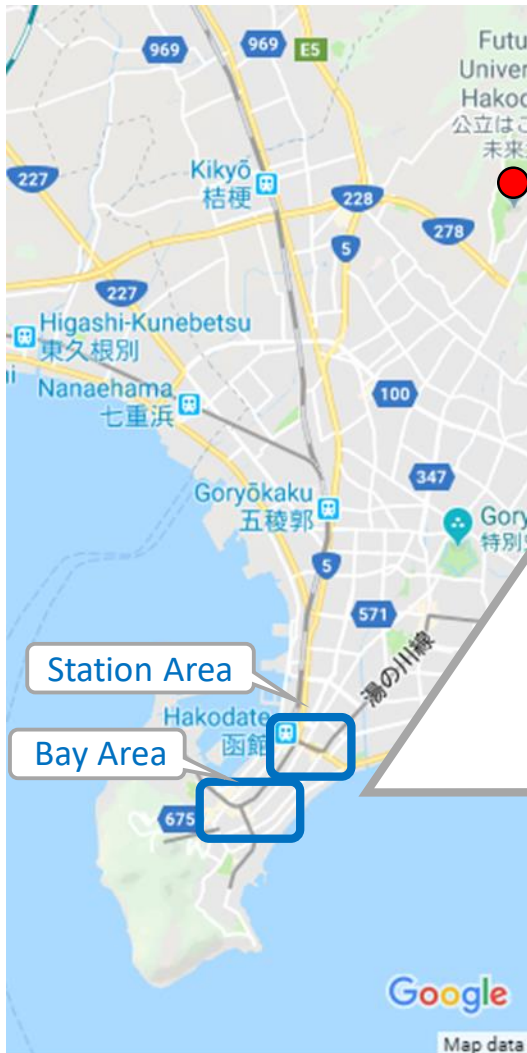 969
969
E5
Futu
Univer
Hakod
公立はこ
未来
227
Kikyō
桔梗
228
278
5
227
Higashi-Kunebetsu
東久根別
Nanaehama
七重浜
100
347
Goryōkaku
五稜郭
Gory
特別
5
571
湯の川線
Station Area
Hakodate
函館
Bay Area
675
Google
Map data